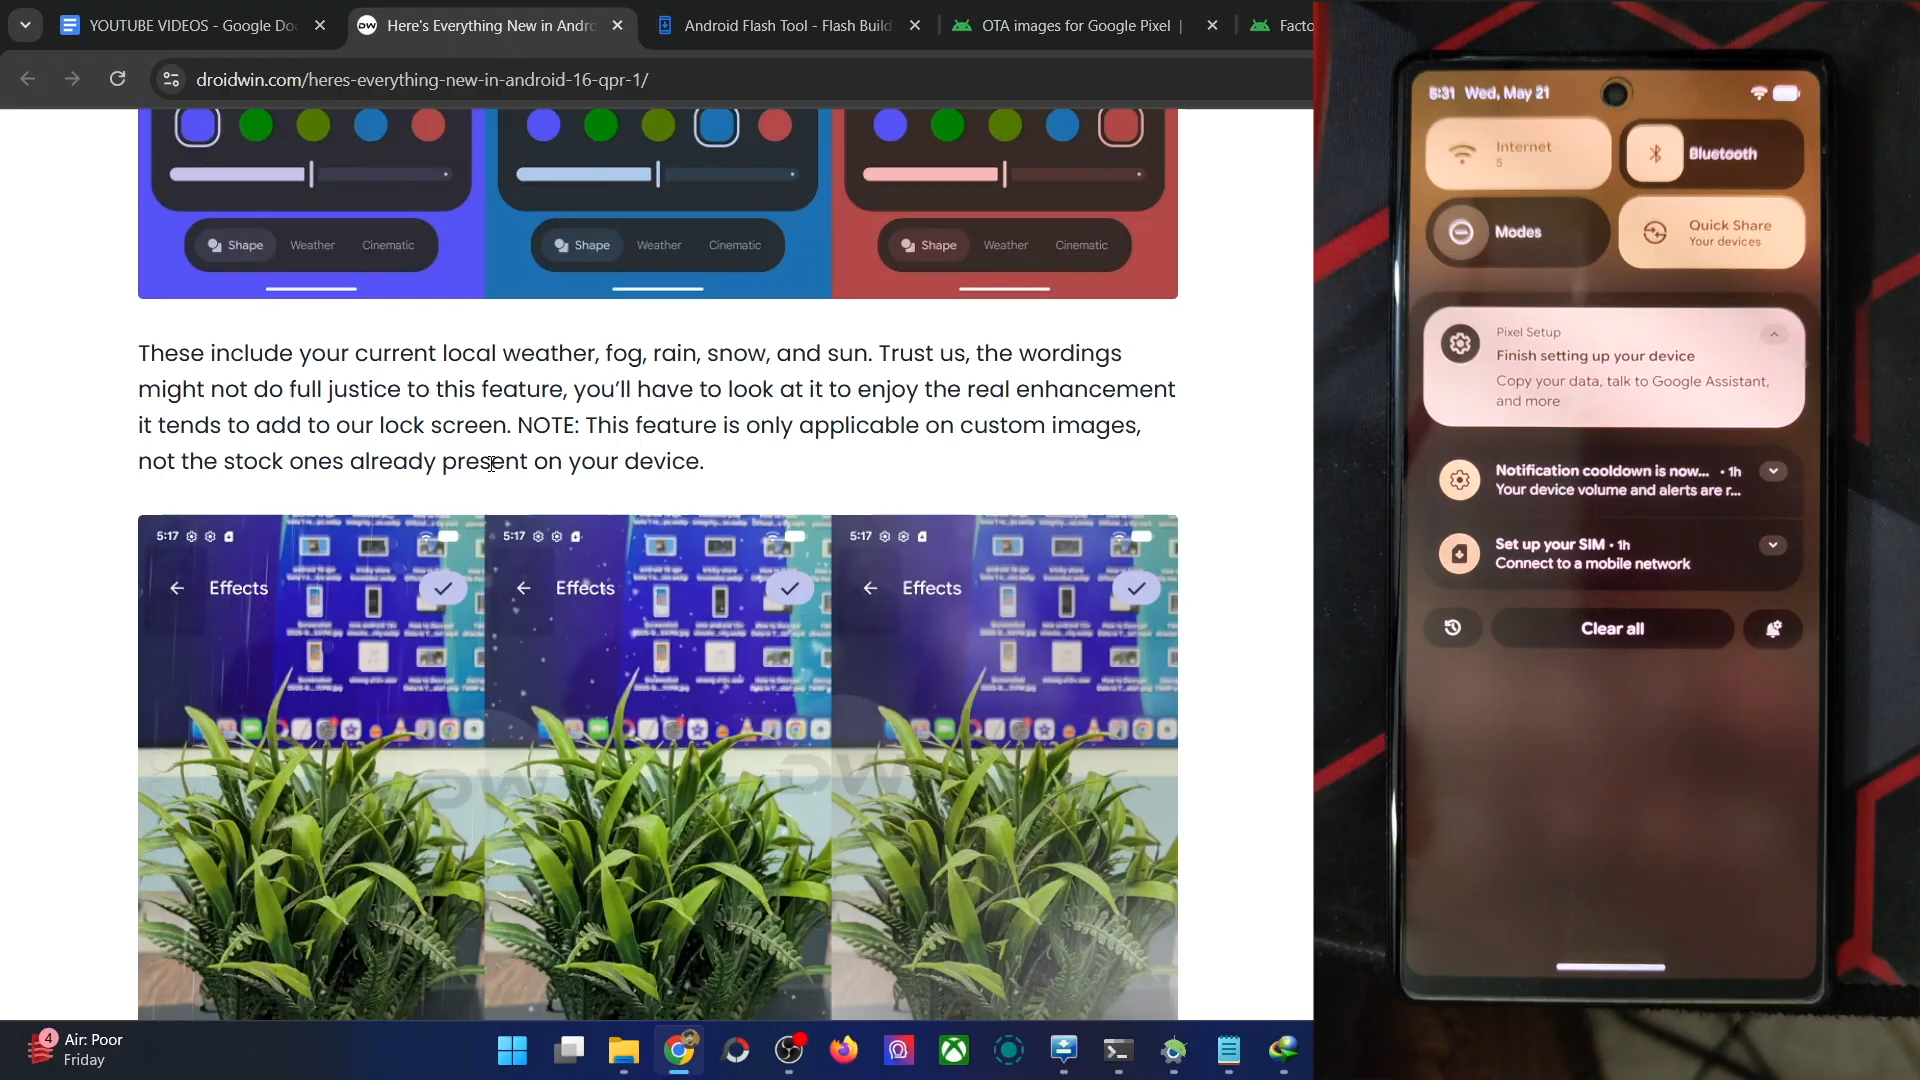 YOUTUBE VIDEOS - Google Do
Here's Everything New in Andro
Android Flash Tool - Flash Build
OTA images for Google Pixel |
Facto
droidwin.com/heres-everything-new-in-android-16-qpr-1/
Shape Weather Cinematic
Shape Weather Cinematic
Shape Weather Cinematic
These include your current local weather, fog, rain, snow, and sun. Trust us, the wordings
might not do full justice to this feature, you'll have to look at it to enjoy the real enhancement
it tends to add to our lock screen. NOTE: This feature is only applicable on custom images,
not the stock ones already present on your device.
5:17
Effects
5:17
Effects
5:17
Effects
DW
DW
4
Air: Poor
Friday
Wed, May 21
Internet
5
Bluetooth
Modes
Quick Share
Your devices
Pixel Setup
Finish setting up your device
Copy your data, talk to Google Assistant,
and more
Notification cooldown is now... • 1h
Your device volume and alerts are r...
Set up your SIM • 1h
Connect to a mobile network
Clear all